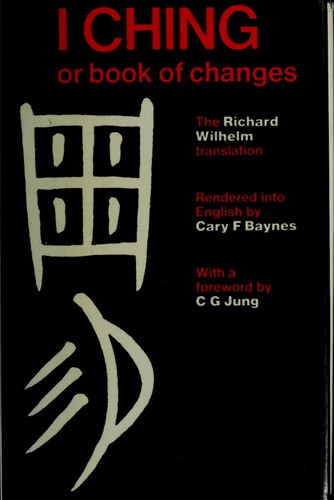 I CHING
or book of changes
The Richard
Wilhelm
translation
Rendered into
English by
Cary F Baynes
With a
foreword by
C G Jung